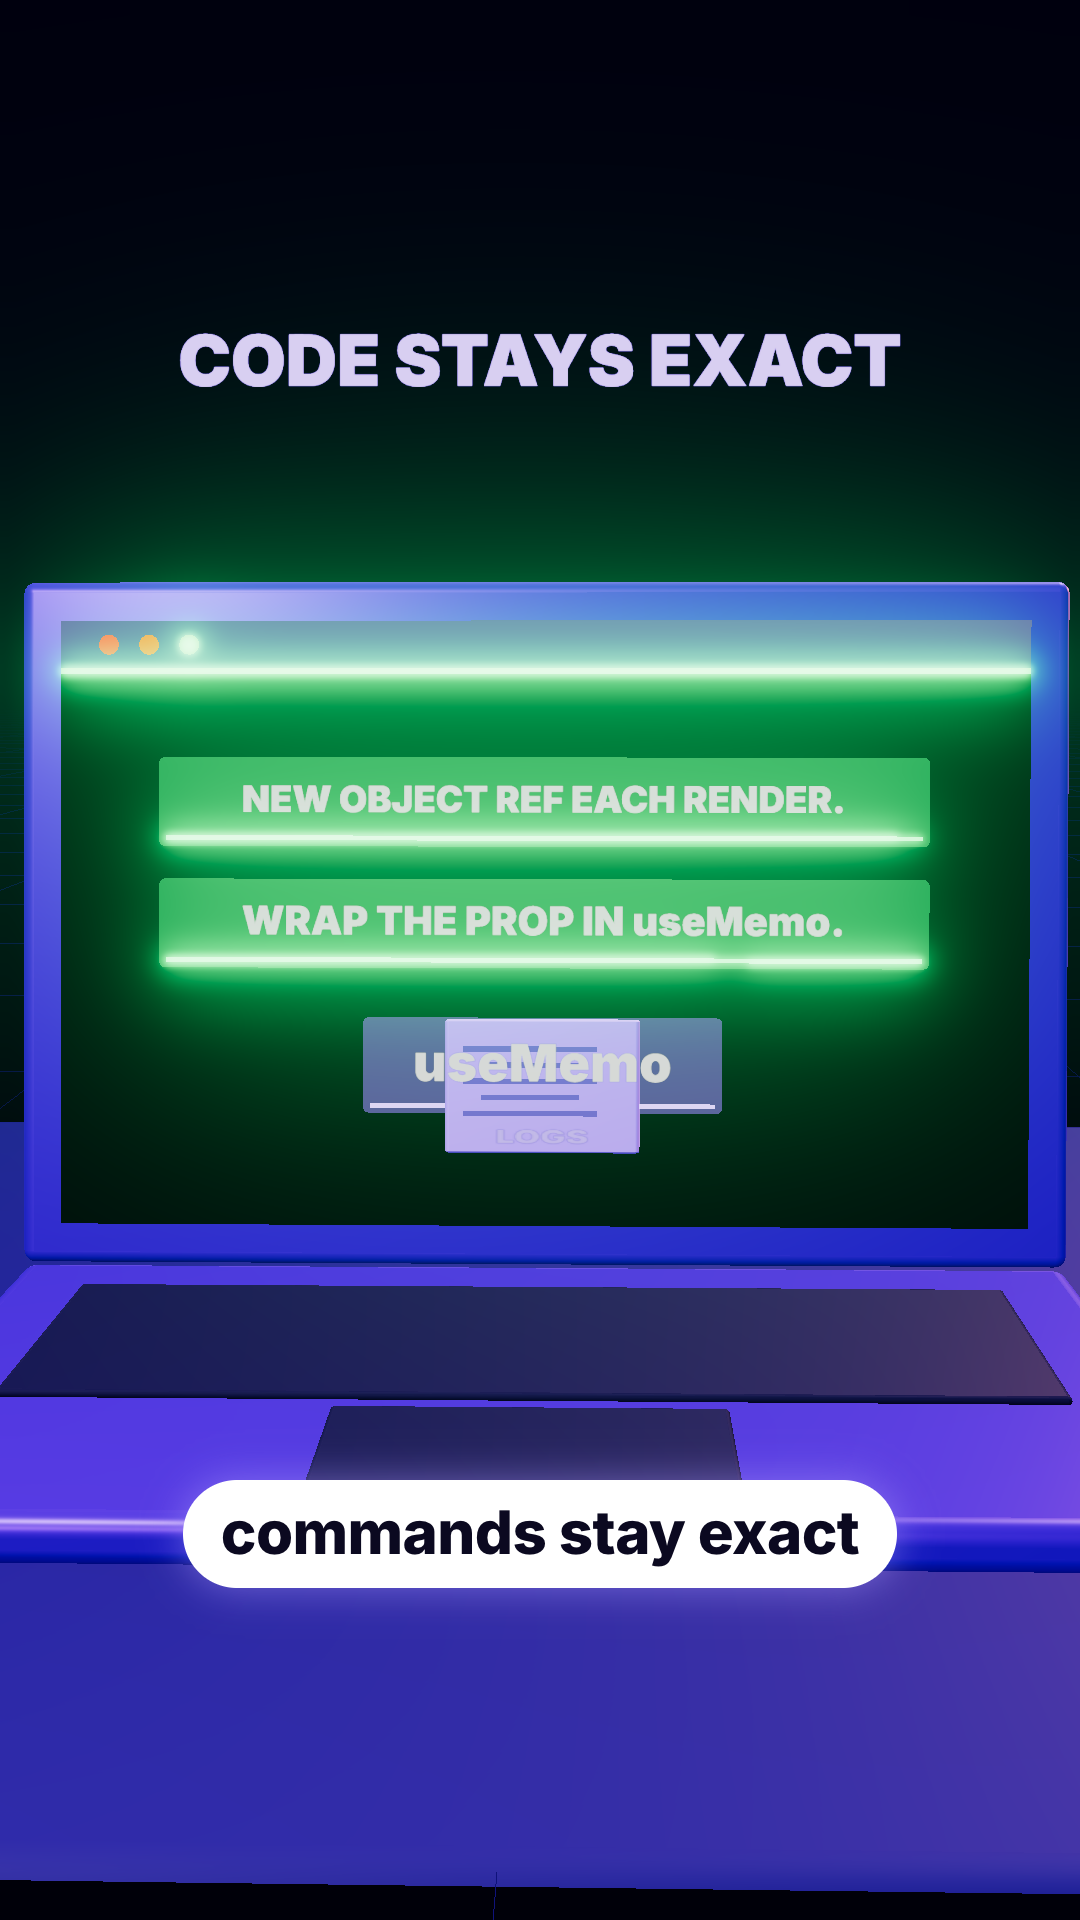 CODE STAYS EXACT
NEW OBJECT REF EACH RENDER.
WRAP THE PROP IN useMemo.
useMemo
LOGS
commands stay exact